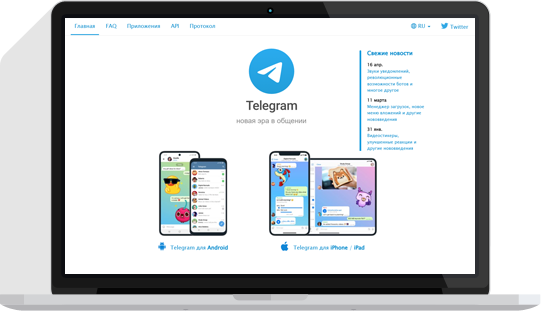 Главная FAQ Приложения API Протокол
RU Twitter
Telegram
новая эра в общении
Свежие новости
16 апр.
Звуки уведомлений,
революционные
возможности ботов и
многое другое
11 марта
Менеджер загрузок, новое
меню вложений и другие
нововведения
31 янв.
Видеостикеры,
улучшенные реакции и
другие нововведения
Telegram для Android
Telegram для iPhone / iPad